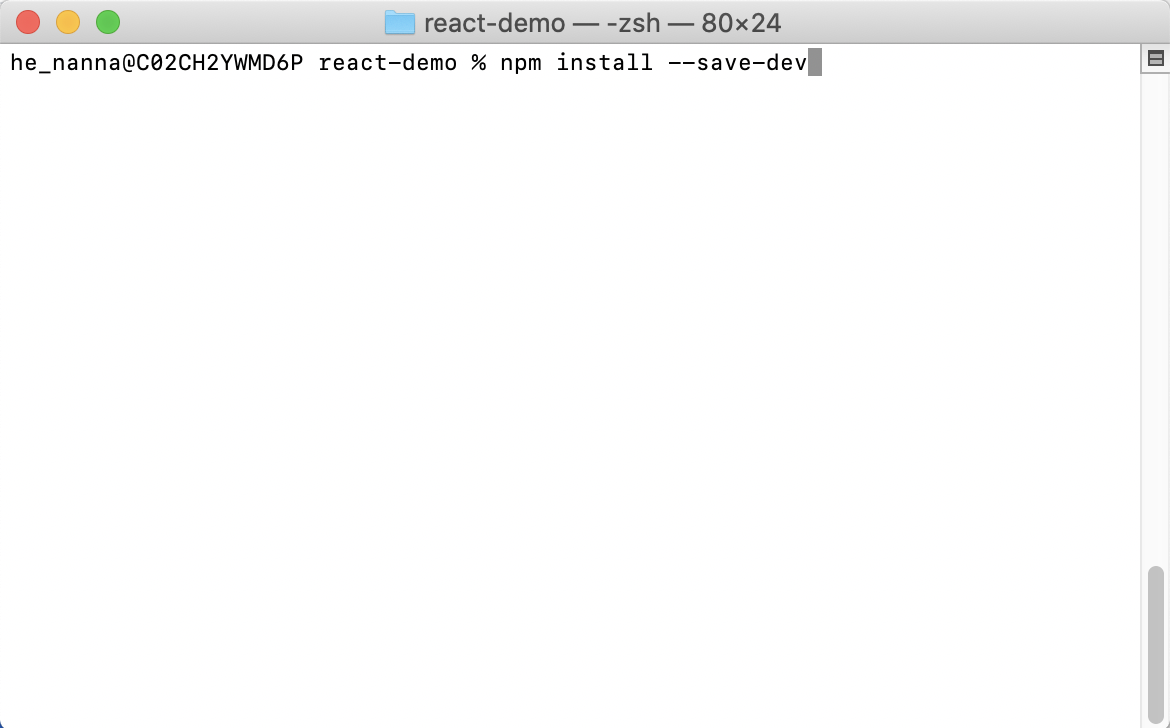 react-demo — -zsh — 80×24
he_nanna@C02CH2YWMD6P react-demo % npm install --save-dev